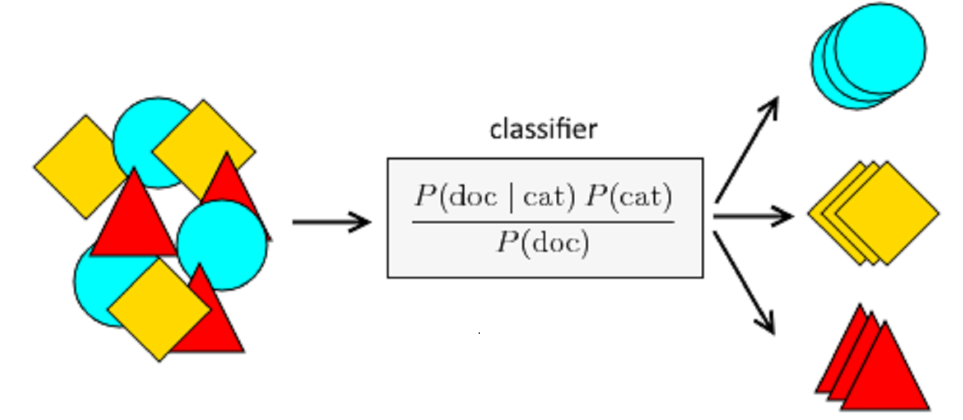 classifier
P(doc | cat) P(cat)
P(doc)